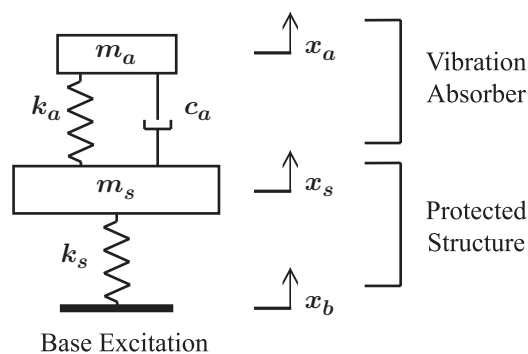 m_a
x_a
k_a
c_a
Vibration
Absorber
m_s
x_s
k_s
Protected
Structure
x_b
Base Excitation